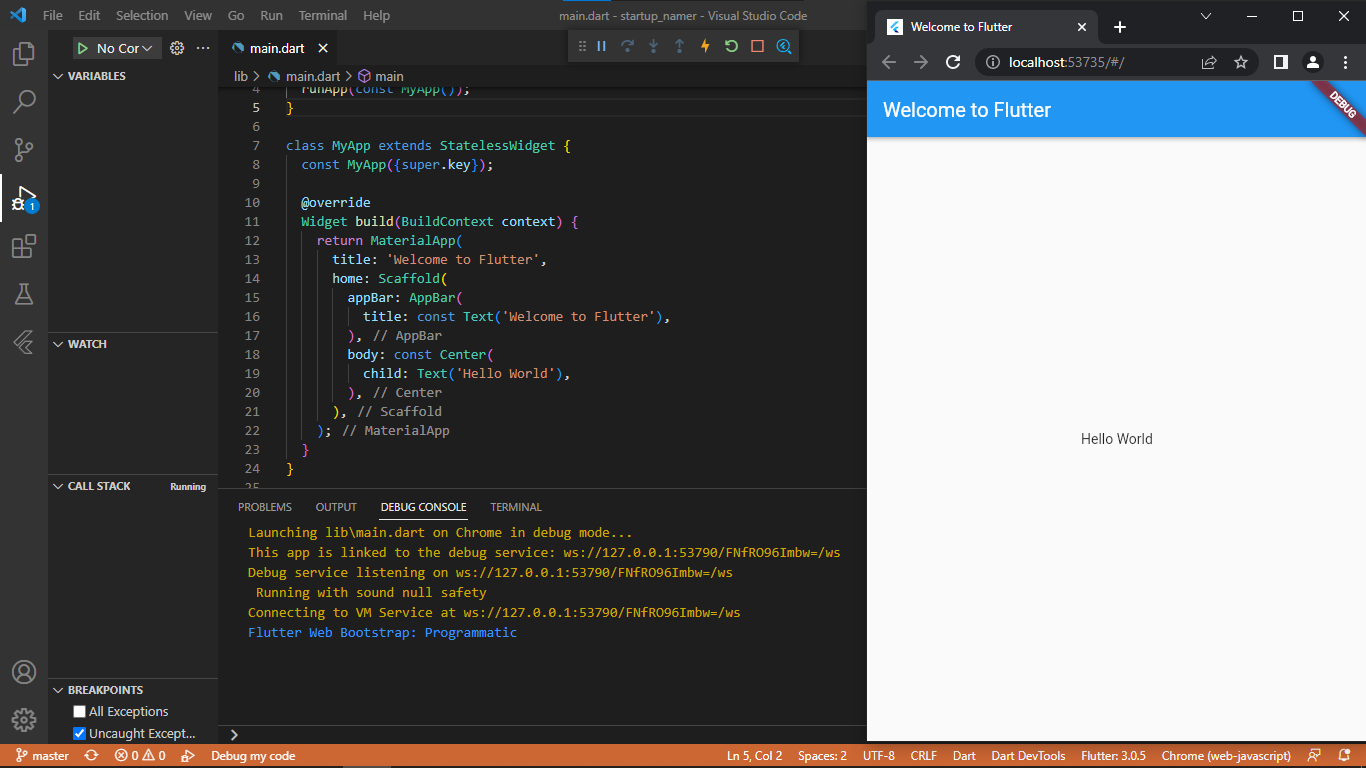 File Edit Selection View Go Run Terminal Help
main.dart - startup_namer - Visual Studio Code
No Cor
main.dart
lib > main.dart > main
VARIABLES
WATCH
CALL STACK Running
BREAKPOINTS
All Exceptions
Uncaught Except...
1
4 runApp(const MyApp());
5 }
6
7 class MyApp extends StatelessWidget {
8 const MyApp({super.key});
9
10 @override
11 Widget build(BuildContext context) {
12 return MaterialApp(
13 title: 'Welcome to Flutter',
14 home: Scaffold(
15 appBar: AppBar(
16 title: const Text('Welcome to Flutter'),
17 ), // AppBar
18 body: const Center(
19 child: Text('Hello World'),
20 ), // Center
21 ), // Scaffold
22 ); // MaterialApp
23 }
24 }
25
PROBLEMS OUTPUT DEBUG CONSOLE TERMINAL
Launching lib\main.dart on Chrome in debug mode...
This app is linked to the debug service: ws://127.0.0.1:53790/FNfRO96Imbw=/ws
Debug service listening on ws://127.0.0.1:53790/FNfRO96Imbw=/ws
Running with sound null safety
Connecting to VM Service at ws://127.0.0.1:53790/FNfRO96Imbw=/ws
Flutter Web Bootstrap: Programmatic
>
Welcome to Flutter
localhost:53735/#/
Welcome to Flutter
DEBUG
Hello World
master 0 0 Debug my code Ln 5, Col 2 Spaces: 2 UTF-8 CRLF Dart Dart DevTools Flutter: 3.0.5 Chrome (web-javascript)